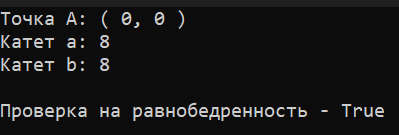 Точка A: ( 0, 0 )
Катет a: 8
Катет b: 8
Проверка на равнобедренность - True